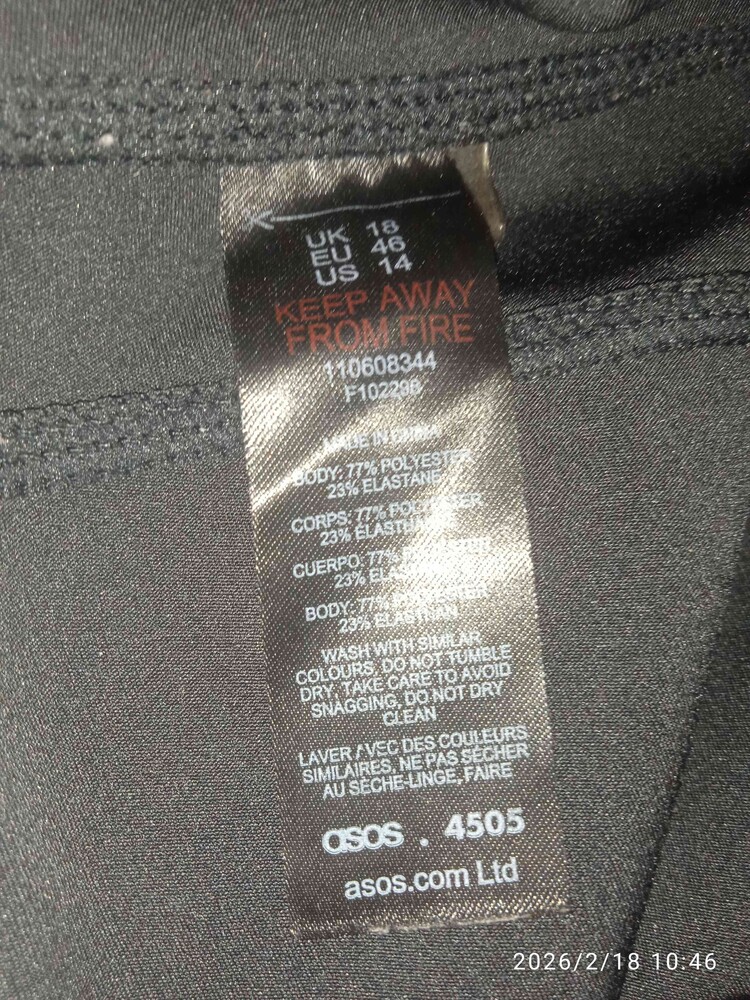 UK 18
EU 46
US 14
KEEP AWAY
FROM FIRE
110608344
F102298
MADE IN
BODY: 77% POLYESTER
23% ELASTANE
CORPS: 77%
23%
CUERPO: 77%
23%
BODY: 77%
23% ELASTHAN
WASH WITH SIMILAR
COLOURS, DO NOT TUMBLE
DRY, TAKE CARE TO AVOID
SNAGGING, DO NOT DRY
CLEAN
LAVER AVEC DES COULEURS
SIMILAIRES, NE PAS SÉCHER
AU SÈCHE-LINGE, FAIRE
asos . 4505
asos.com Ltd
2026/2/18 10:46